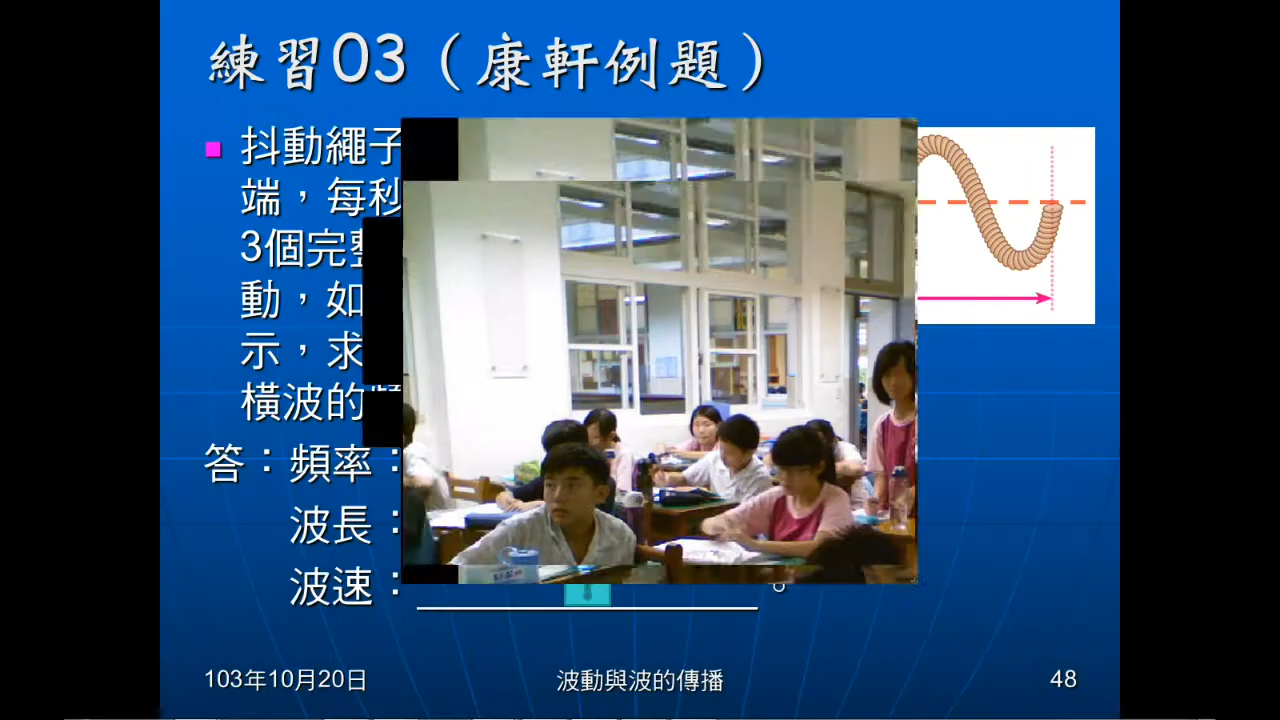 練習03（康軒例題）
抖動繩子
端，每秒
3個完整
動，如
示，求
橫波的
答：頻率：
波長：
波速：
。
103年10月20日
波動與波的傳播
48